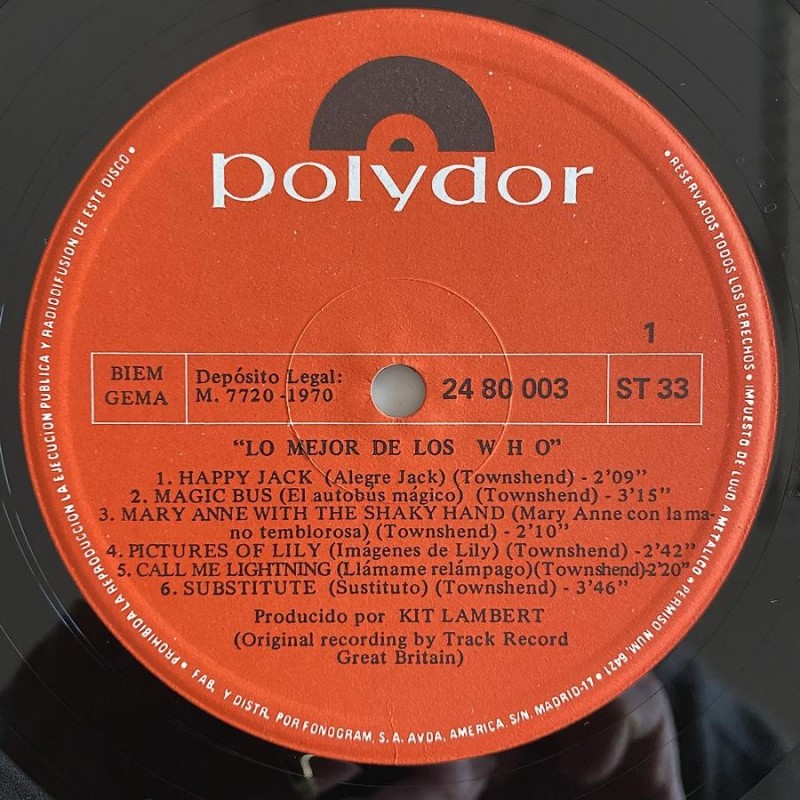 polydor
1
BIEM
GEMA
Depósito Legal:
M. 7720 - 1970
24 80 003
ST 33
"LO MEJOR DE LOS W H O"
1. HAPPY JACK (Alegre Jack) (Townshend) - 2'09"
2. MAGIC BUS (El autobus mágico) (Townshend) - 3'15"
3. MARY ANNE WITH THE SHAKY HAND (Mary Anne con la ma-
no temblorosa) (Townshend) - 2'10"
4. PICTURES OF LILY (Imágenes de Lily) (Townshend) -2'42"
5. CALL ME LIGHTNING (Llámame relámpago)(Townshend)-2'20"
6. SUBSTITUTE (Sustituto) (Townshend) - 3'46"
Producido por KIT LAMBERT
(Original recording by Track Record
Great Britain)
PROHIBIDA LA REPRODUCCION LA EJECUCION PUBLICA Y RADIODIFUSION DE ESTE DISCO •
• RESERVADOS TODOS LOS DERECHOS • IMPUESTO DE LUJO A METALICO • PERMISO NUM. 5421
• FAB. Y DISTR. POR FONOGRAM, S. A. AVDA. AMERICA, S/N. MADRID-17 •